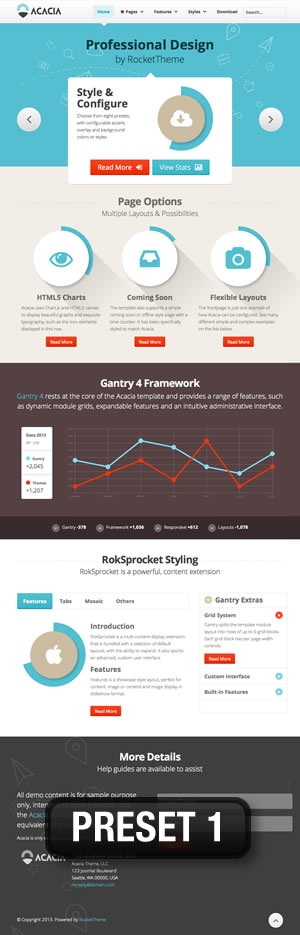 ACACIA
Home Pages Features Styles Download Search...
Professional Design
by RocketTheme
Style &
Configure
Choose from eight presets,
with configurable accent,
overlay and background
colors or styles.
Read More View Stats
Page Options
Multiple Layouts & Possibilities
HTML5 Charts Coming Soon Flexible Layouts
Acacia uses Chart.js and HTML5 canvas
to display beautiful graphs and exquisite
typography, such as the icon elements
displayed in this row.
The template also supports a simple
coming soon or offline style page with a
time-counter. It has been specifically
styled to match Acacia.
The frontpage is just one example of
how Acacia can be configured. See many
different simple and complex examples
on the link below.
Read More Read More Read More
Gantry 4 Framework
Gantry 4 rests at the core of the Acacia template and provides a range of features, such
as dynamic module grids, expandable features and an intuitive administrative interface.
Data 2013
Gantry
+2,045
Themes
+1,207
Gantry -378 Framework +1,036 Responsive +612 Layouts -1,078
RokSprocket Styling
RokSprocket is a powerful, content extension
Features Tabs Mosaic Others
Introduction
RokSprocket is a multi-content display extension
that is bundled with a selection of default
layouts, with the ability to expand. It also sports
an advanced, custom user interface.
Features
Features is a showcase style layout, perfect for
content, image or content and image display in
slideshow format.
Read More
Gantry Extras
Grid System
Gantry splits the template module
layout into rows of up to 6 grid blocks.
Each grid block has per page width
controls.
Read More
Custom Interface
Built-in Features
More Details
Help guides are available to assist
All demo content is for sample purpose
only, inten
the Acacia
equivalent
Acacia is only
PRESET 1
ACACIA
Acacia Theme, LLC
123 Joomla! Boulevard
Seattle, WA 00000, USA
noreply@domain.com
© Copyright 2013. Powered by RocketTheme